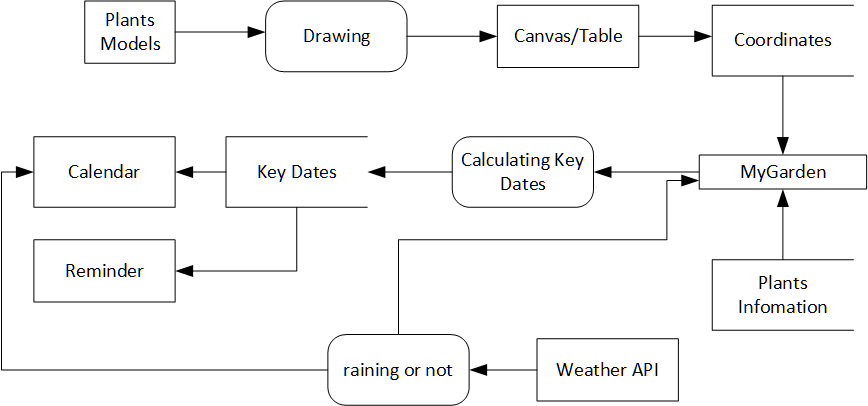 Plants
Models
Drawing
Canvas/Table
Coordinates
Calendar
Key Dates
Calculating Key
Dates
MyGarden
Reminder
Plants
Infomation
raining or not
Weather API